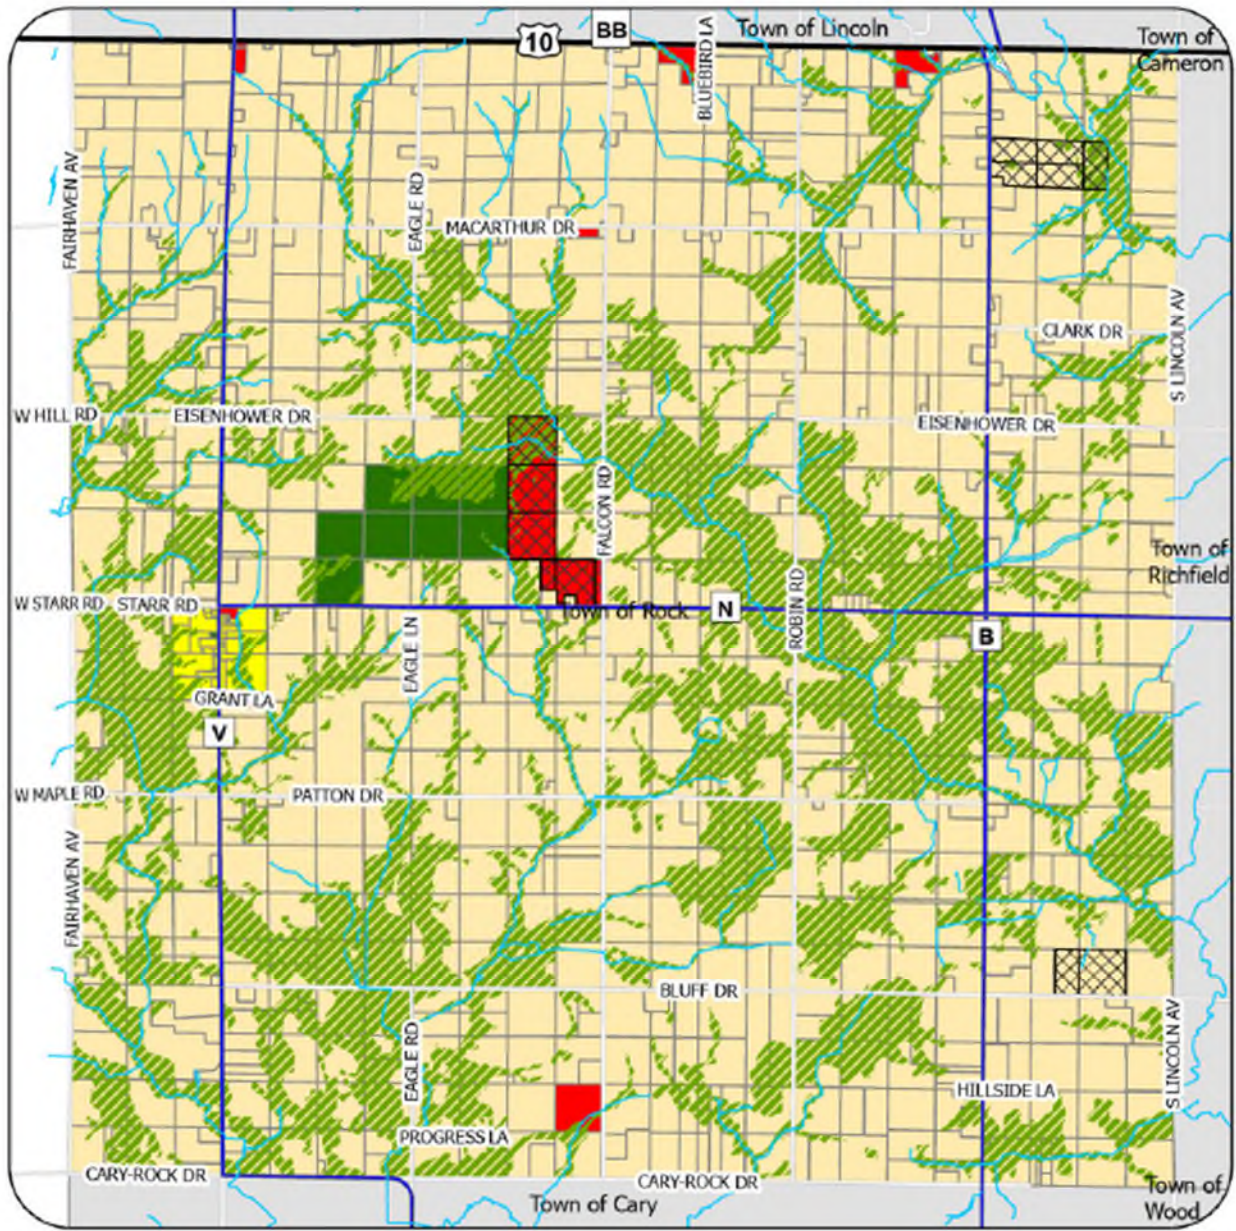 BB
Town of Lincoln
10
Town of
Cameron
BLUEBIRD LA
FAIRHAVEN AV
EAGLE RD
MACARTHUR DR
CLARK DR
S LINCOLN AV
W HILL RD
EISENHOWER DR
EISENHOWER DR
FALCON RD
Town of
Richfield
ROBIN RD
W STARR RD
STARR RD
Town of Rock
N
B
EAGLE LN
GRANT LA
V
W MAPLE RD
PATTON DR
FAIRHAVEN AV
BLUFF DR
EAGLE RD
S LINCOLN AV
HILLSIDE LA
PROGRESS LA
CARY-ROCK DR
CARY-ROCK DR
Town of
Wood
Town of Cary